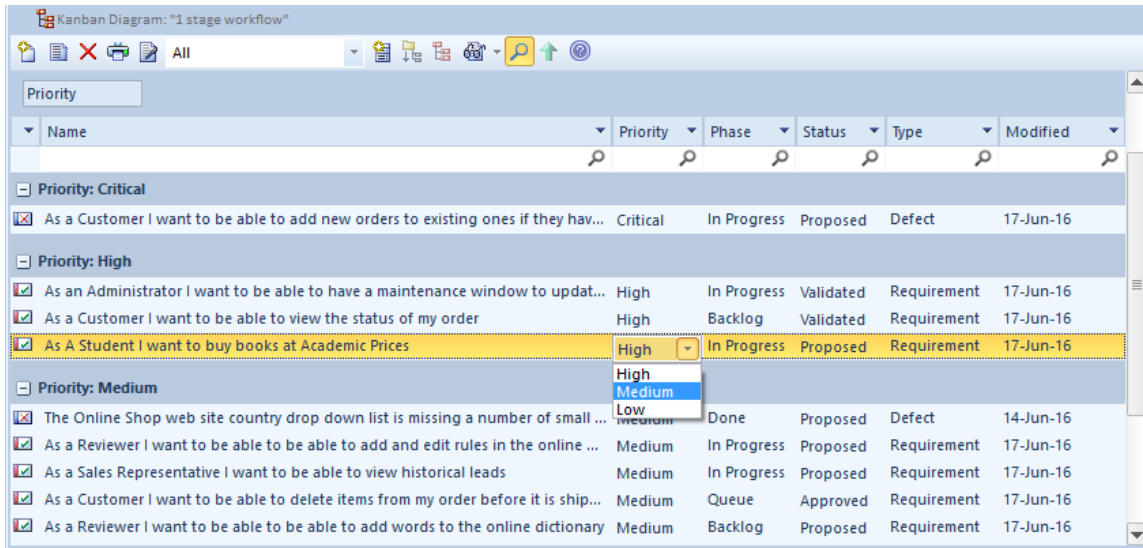 Kanban Diagram: "1 stage workflow"
All
Priority
Name Priority Phase Status Type Modified
Priority: Critical
As a Customer I want to be able to add new orders to existing ones if they hav... Critical In Progress Proposed Defect 17-Jun-16
Priority: High
As an Administrator I want to be able to have a maintenance window to updat... High In Progress Validated Requirement 17-Jun-16
As a Customer I want to be able to view the status of my order High Backlog Validated Requirement 17-Jun-16
As A Student I want to buy books at Academic Prices High In Progress Proposed Requirement 17-Jun-16
High
Priority: Medium
Medium
Low
The Online Shop web site country drop down list is missing a number of small ... Medium Done Proposed Defect 14-Jun-16
As a Reviewer I want to be able to be able to add and edit rules in the online ... Medium In Progress Proposed Requirement 17-Jun-16
As a Sales Representative I want to be able to view historical leads Medium In Progress Proposed Requirement 17-Jun-16
As a Customer I want to be able to delete items from my order before it is ship... Medium Queue Approved Requirement 17-Jun-16
As a Reviewer I want to be able to be able to add words to the online dictionary Medium Backlog Proposed Requirement 17-Jun-16